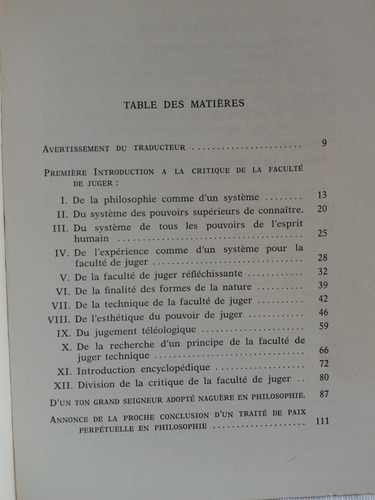 TABLE DES MATIÈRES
AVERTISSEMENT DU TRADUCTEUR ...................... 9
PREMIÈRE INTRODUCTION A LA CRITIQUE DE LA FACULTÉ
DE JUGER :
I. De la philosophie comme d'un système ........ 13
II. Du système des pouvoirs supérieurs de connaître. 20
III. Du système de tous les pouvoirs de l'esprit
humain .................................. 25
IV. De l'expérience comme d'un système pour la
faculté de juger ........................... 28
V. De la faculté de juger réfléchissante ......... 32
VI. De la finalité des formes de la nature ........ 39
VII. De la technique de la faculté de juger ........ 42
VIII. De l'esthétique du pouvoir de juger .......... 46
IX. Du jugement téléologique ................... 59
X. De la recherche d'un principe de la faculté de
juger technique ........................... 66
XI. Introduction encyclopédique ................ 72
XII. Division de la critique de la faculté de juger .. 80
D'UN TON GRAND SEIGNEUR ADOPTÉ NAGUÈRE EN PHILOSOPHIE. 87
ANNONCE DE LA PROCHE CONCLUSION D'UN TRAITÉ DE PAIX
PERPÉTUELLE EN PHILOSOPHIE ................... 111